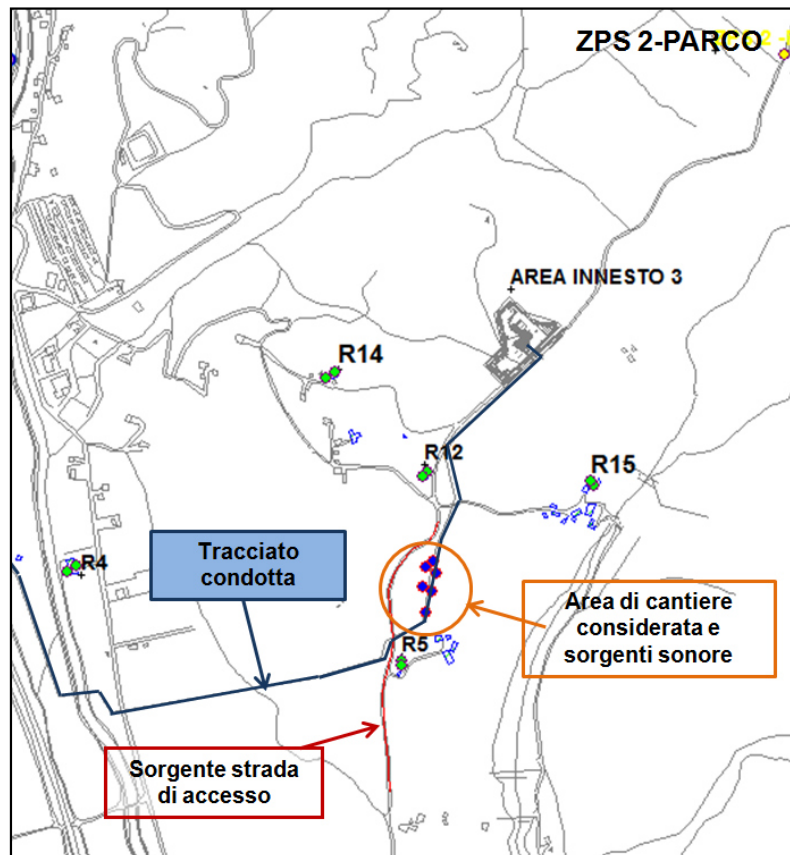 ZPS 2-PARCO
AREA INNESTO 3
R14
R12
R15
R4
Tracciato
condotta
Area di cantiere
considerata e
sorgenti sonore
R5
Sorgente strada
di accesso